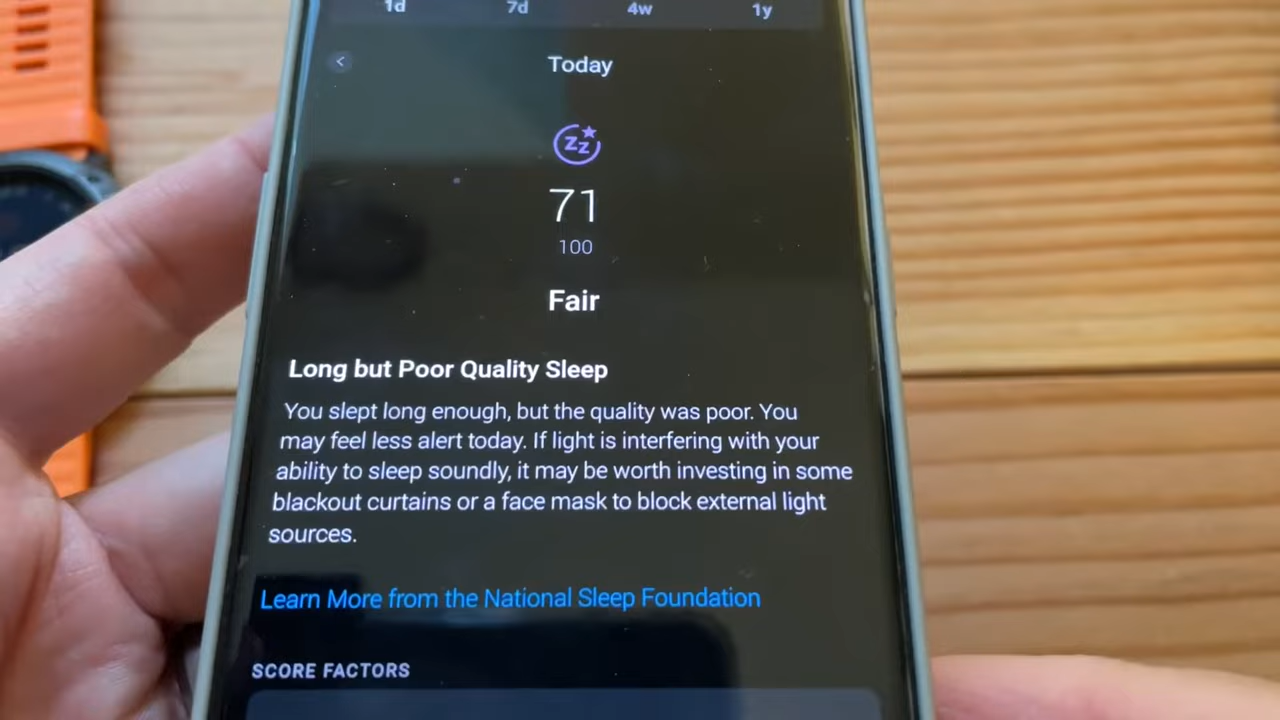 1d 7d 4w 1y
<
Today
zz
71
100
Fair
Long but Poor Quality Sleep
You slept long enough, but the quality was poor. You
may feel less alert today. If light is interfering with your
ability to sleep soundly, it may be worth investing in some
blackout curtains or a face mask to block external light
sources.
Learn More from the National Sleep Foundation
SCORE FACTORS